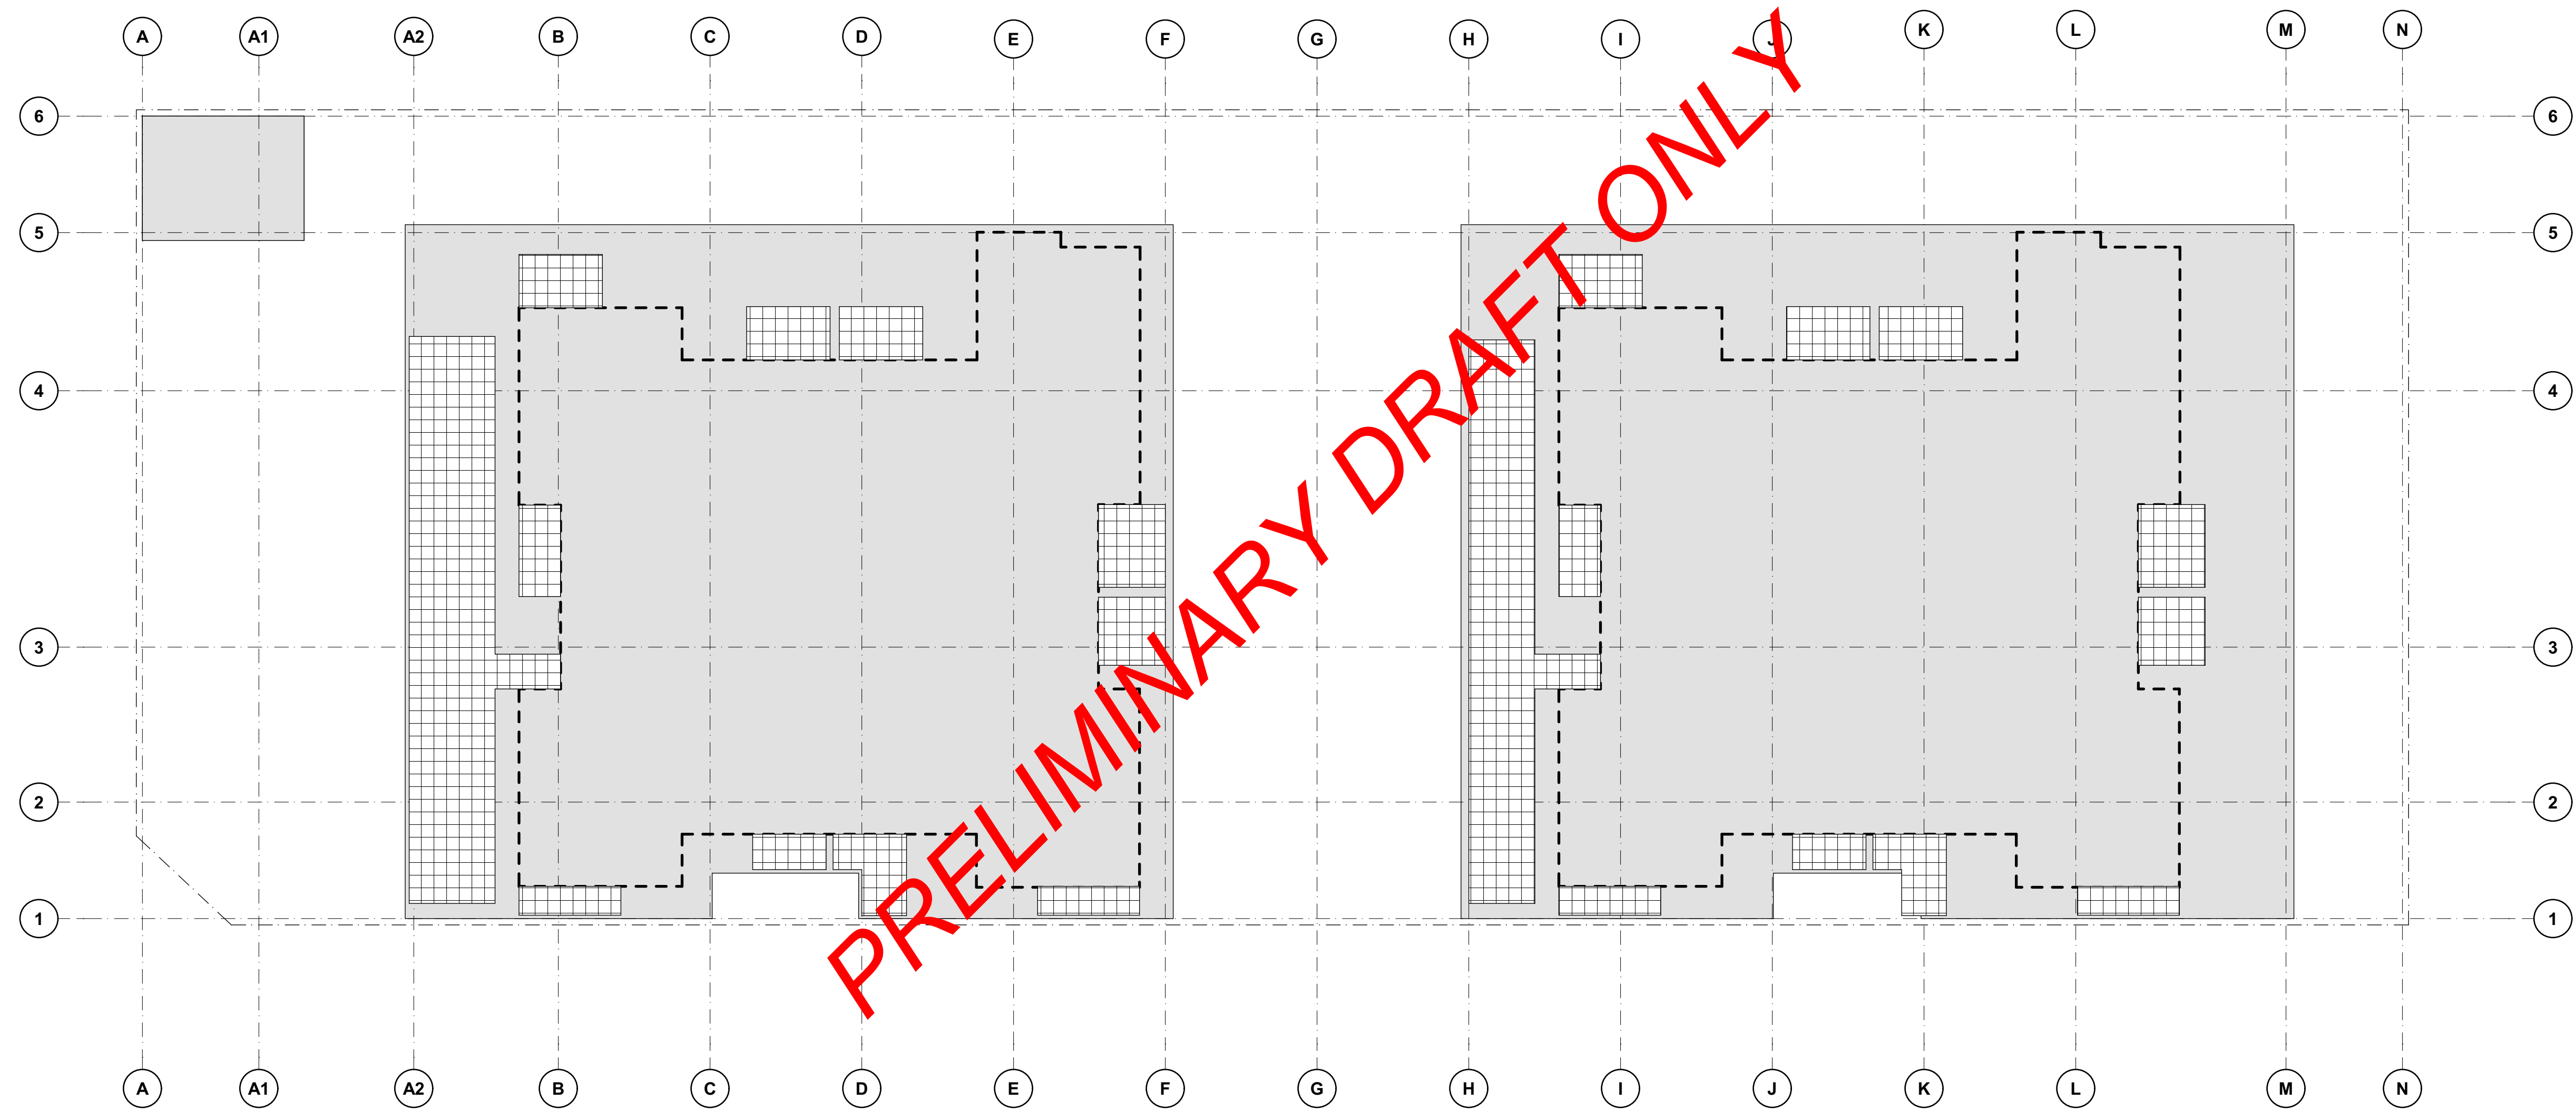 A A1 A2 B C D E F G H I J K L M N
6 6
5 5
4 4
3 3
2 2
1 1
PRELIMINARY DRAFT ONLY
A A1 A2 B C D E F G H I J K L M N